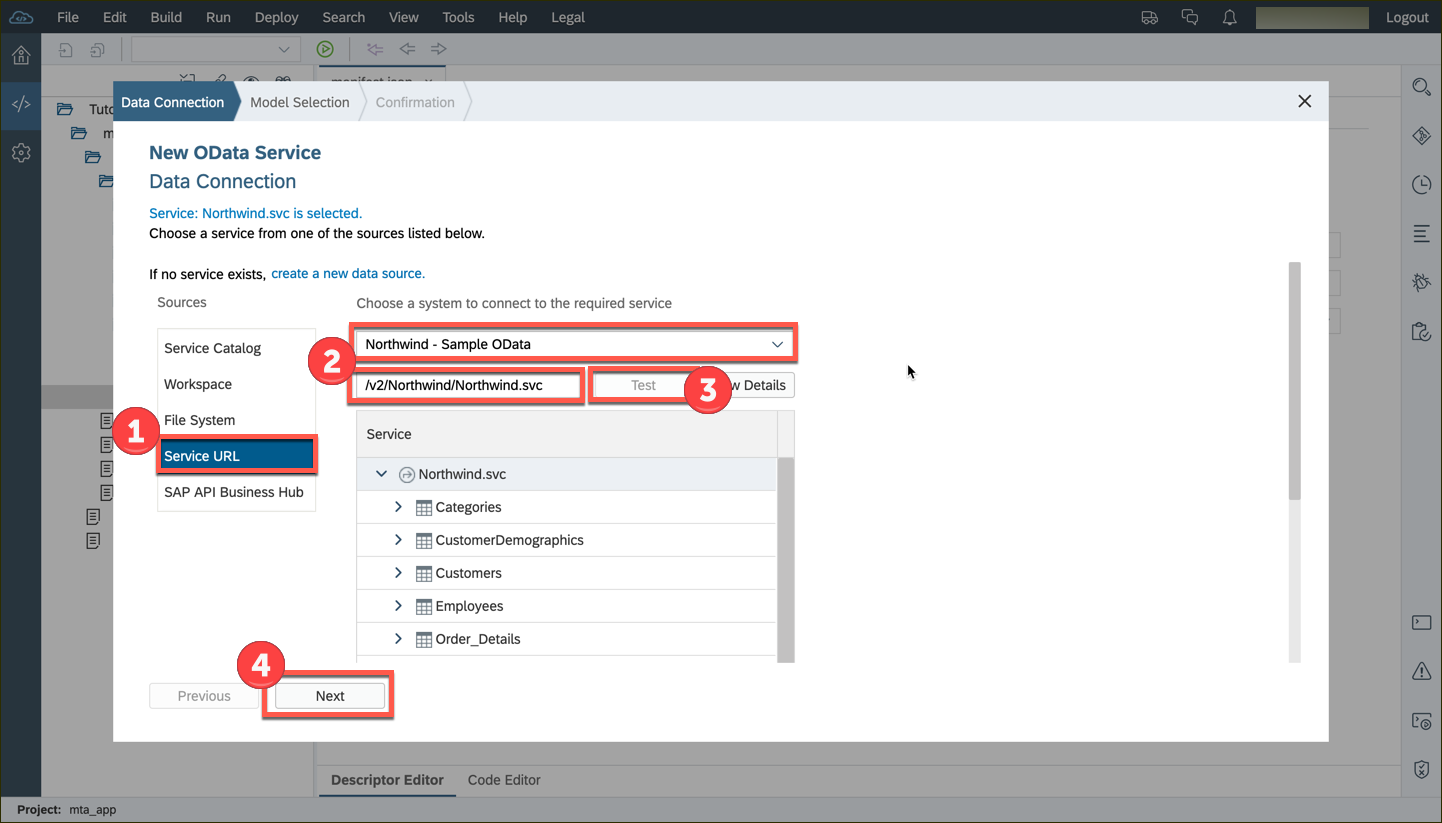 File Edit Build Run Deploy Search View Tools Help Legal Logout
Data Connection Model Selection Confirmation
New OData Service
Data Connection
Service: Northwind.svc is selected.
Choose a service from one of the sources listed below.
If no service exists, create a new data source.
Sources
Choose a system to connect to the required service
Service Catalog
Workspace
File System
Service URL
SAP API Business Hub
1
2
Northwind - Sample OData
/v2/Northwind/Northwind.svc
Test
3
w Details
Service
Northwind.svc
Categories
CustomerDemographics
Customers
Employees
Order_Details
4
Previous
Next
Descriptor Editor Code Editor
Project: mta_app